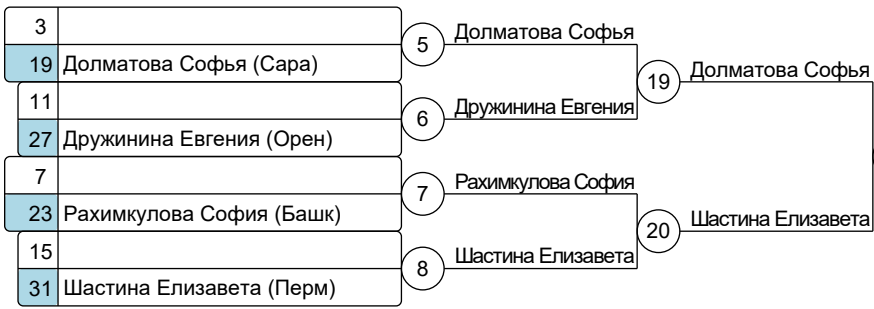 3
19 Долматова Софья (Сара)
11
27 Дружинина Евгения (Орен)
7
23 Рахимкулова София (Башк)
15
31 Шастина Елизавета (Перм)
5 Долматова Софья
6 Дружинина Евгения
7 Рахимкулова София
8 Шастина Елизавета
19 Долматова Софья
20 Шастина Елизавета